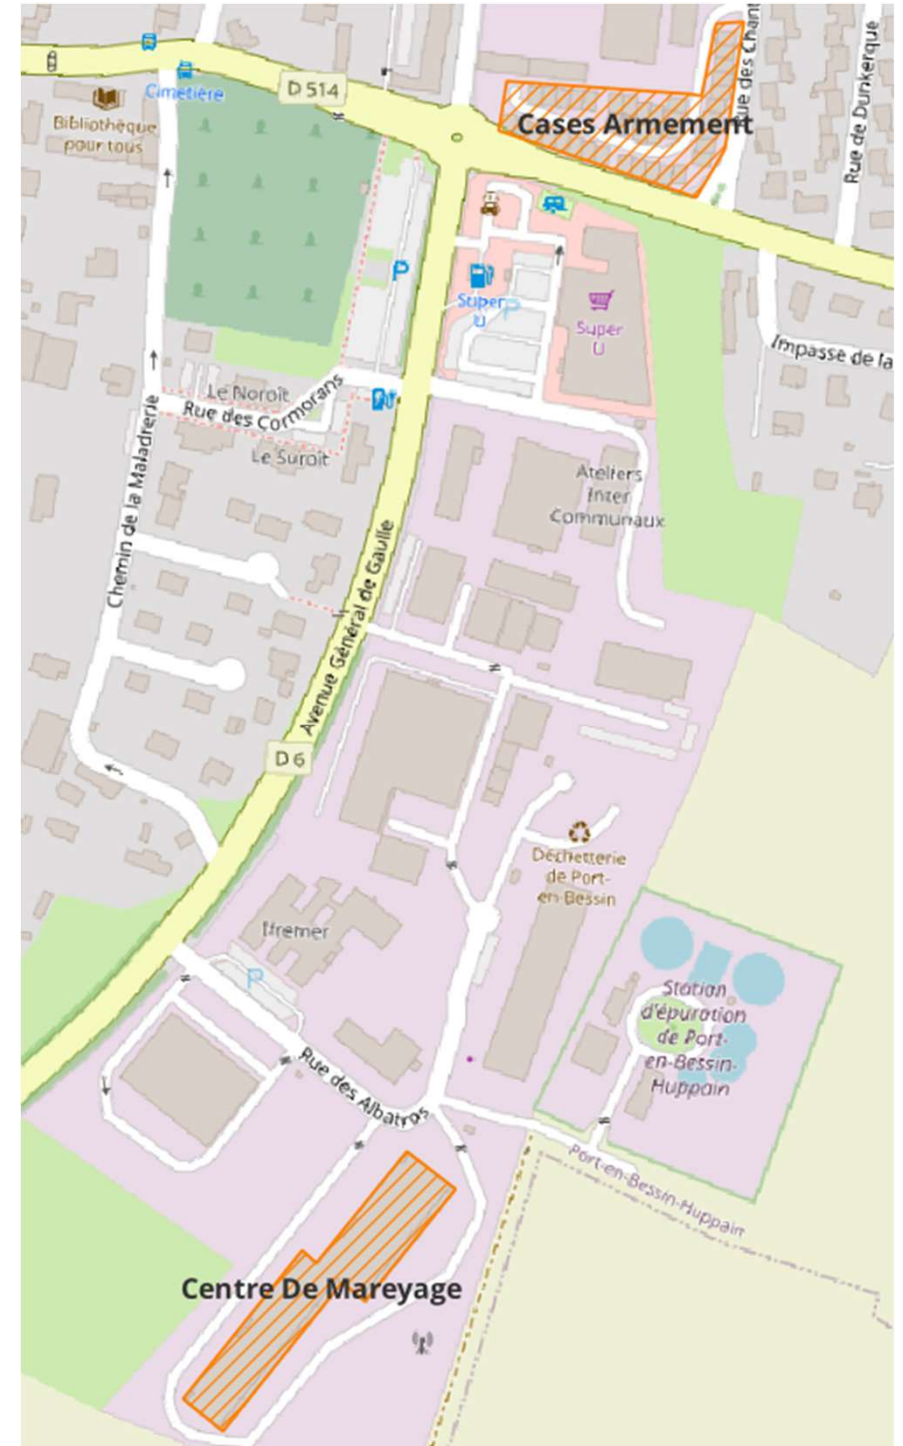 D 514
Cimetière
Bibliothèque
pour tous
Cases Armement
Rue des Chant
Rue de Dunkerque
P
Super
U
P
Super
U
Impasse de la
Le Noroît
Rue des Cormorans
Le Suroît
Chemin de la Maladrerie
Ateliers
Inter
Communaux
Avenue Général de Gaulle
D 6
Déchetterie
de Port-
en-Bessin
Ifremer
P
Station
d'épuration
de Port-
en-Bessin-
Huppain
Rue des Albatros
Port-en-Bessin-Huppain
Centre De Mareyage